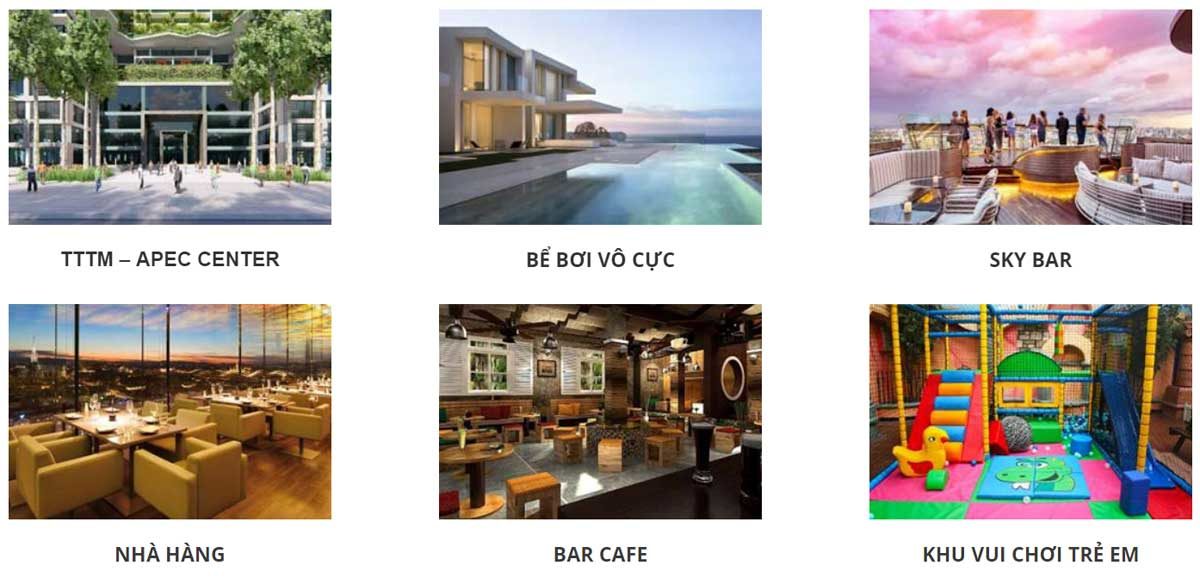 TTTM – APEC CENTER
BỂ BƠI VÔ CỰC
SKY BAR
NHÀ HÀNG
BAR CAFE
KHU VUI CHƠI TRẺ EM